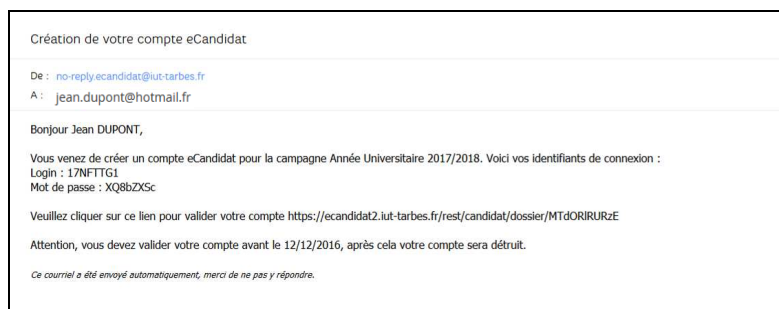 Création de votre compte eCandidat
De : no-reply.ecandidat@iut-tarbes.fr
A : jean.dupont@hotmail.fr
Bonjour Jean DUPONT,
Vous venez de créer un compte eCandidat pour la campagne Année Universitaire 2017/2018. Voici vos identifiants de connexion :
Login : 17NFTTG1
Mot de passe : XQ8bZXSc
Veuillez cliquer sur ce lien pour valider votre compte https://ecandidat2.iut-tarbes.fr/rest/candidat/dossier/MTdORlRURzE
Attention, vous devez valider votre compte avant le 12/12/2016, après cela votre compte sera détruit.
Ce courriel a été envoyé automatiquement, merci de ne pas y répondre.